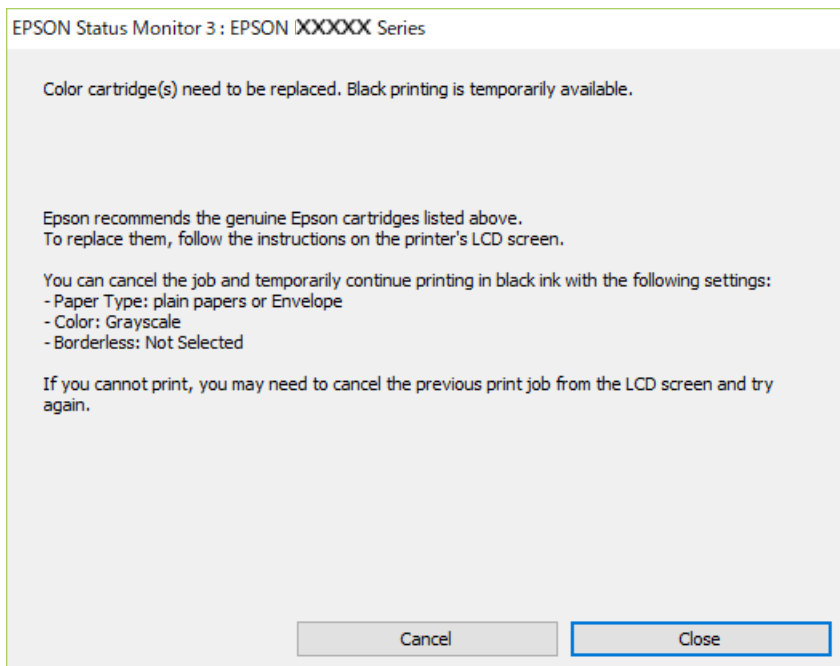 EPSON Status Monitor 3 : EPSON XXXXX Series
Color cartridge(s) need to be replaced. Black printing is temporarily available.
Epson recommends the genuine Epson cartridges listed above.
To replace them, follow the instructions on the printer's LCD screen.
You can cancel the job and temporarily continue printing in black ink with the following settings:
- Paper Type: plain papers or Envelope
- Color: Grayscale
- Borderless: Not Selected
If you cannot print, you may need to cancel the previous print job from the LCD screen and try
again.
Cancel
Close